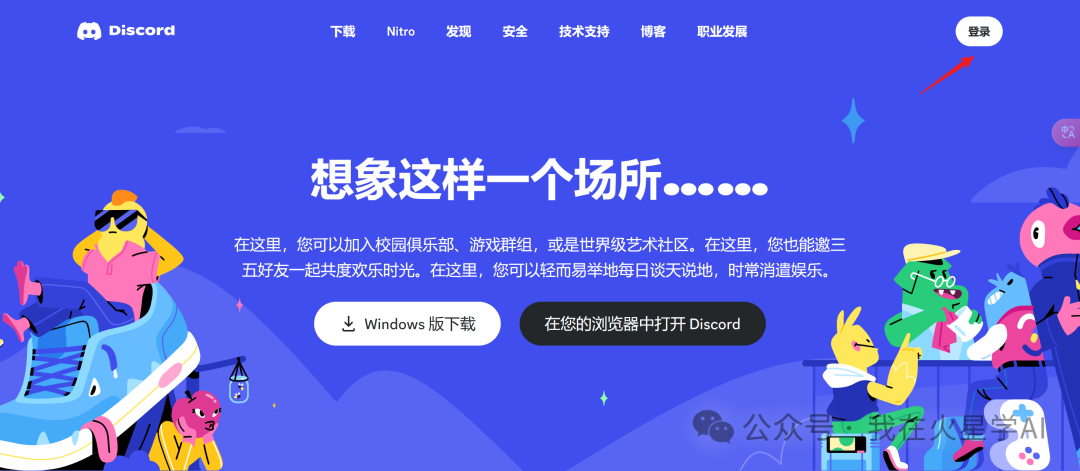 Discord
下载
Nitro
发现
安全
技术支持
博客
职业发展
登录
想象这样一个场所……
在这里，您可以加入校园俱乐部、游戏群组，或是世界级艺术社区。在这里，您也能邀三
五好友一起共度欢乐时光。在这里，您可以轻而易举地每日谈天说地，时常消遣娱乐。
Windows 版下载
在您的浏览器中打开 Discord
公众号 · 我在火星学AI